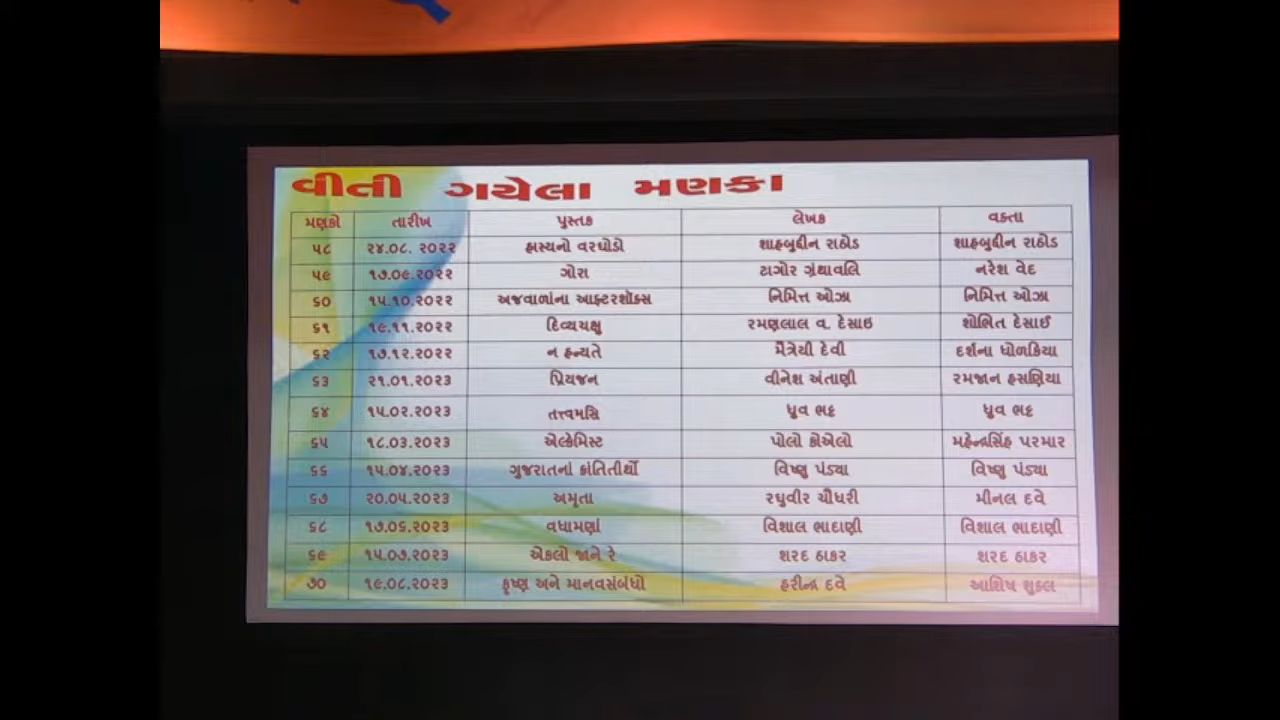 વીતી ગયેલા મણકા
મણકો તારીખ પુસ્તક લેખક વક્તા
૫૮ ૨૪.૦૮. ૨૦૨૨ હાસ્યનો વરઘોડો શાહબુદ્દીન રાઠોડ શાહબુદ્દીન રાઠોડ
૫૯ ૧૭.૦૯.૨૦૨૨ ગોરા ટાગોર ગ્રંથાવલિ નરેશ વેદ
૬૦ ૧૫.૧૦.૨૦૨૨ અજવાળાંના આફ્ટરશૉક્સ નિમિત્ત ઓઝા નિમિત્ત ઓઝા
૬૧ ૧૯.૧૧.૨૦૨૨ દિવ્યચક્ષુ રમણલાલ વ. દેસાઇ શોભિત દેસાઈ
૬૨ ૧૭.૧૨.૨૦૨૨ ન હન્યતે મૈત્રેયી દેવી દર્શના ધોળકિયા
૬૩ ૨૧.૦૧.૨૦૨૩ પ્રિયજન વીનેશ અંતાણી રમજાન હસણિયા
૬૪ ૧૫.૦૨.૨૦૨૩ તત્ત્વમસિ ધ્રુવ ભટ્ટ ધ્રુવ ભટ્ટ
૬૫ ૧૮.૦૩.૨૦૨૩ એલ્કેમિસ્ટ પોલો કોએલો મહેન્દ્રસિંહ પરમાર
૬૬ ૧૫.૦૪.૨૦૨૩ ગુજરાતનાં ક્રાંતિતીર્થો વિષ્ણુ પંડ્યા વિષ્ણુ પંડ્યા
૬૭ ૨૦.૦૫.૨૦૨૩ અમૃતા રઘુવીર ચૌધરી મીનલ દવે
૬૮ ૧૭.૦૬.૨૦૨૩ વધામણાં વિશાલ ભાદાણી વિશાલ ભાદાણી
૬૯ ૧૫.૦૭.૨૦૨૩ એકલો જાને રે શરદ ઠાકર શરદ ઠાકર
૭૦ ૧૯.૦૮.૨૦૨૩ કૃષ્ણ અને માનવસંબંધો હરીન્દ્ર દવે આશિષ શુક્લ